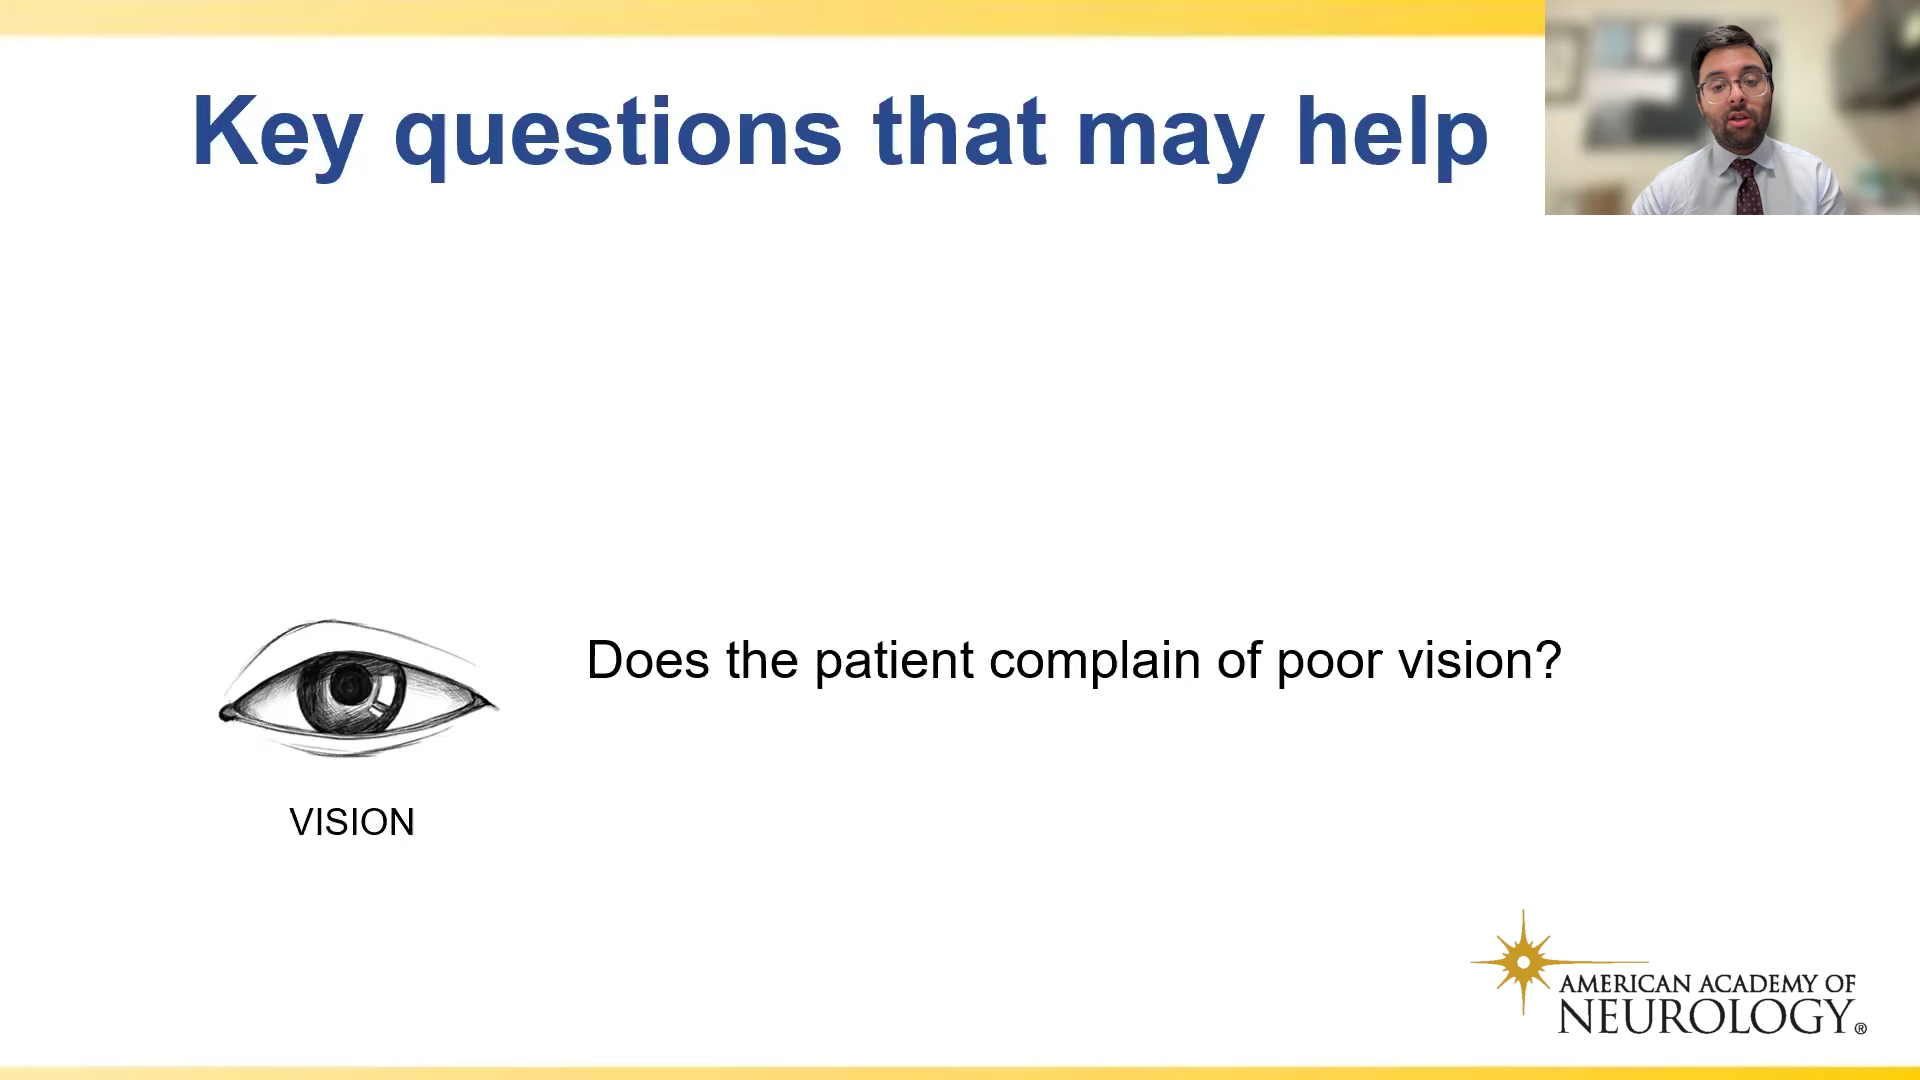 Key questions that may help
Does the patient complain of poor vision?
VISION
AMERICAN ACADEMY OF
NEUROLOGY®